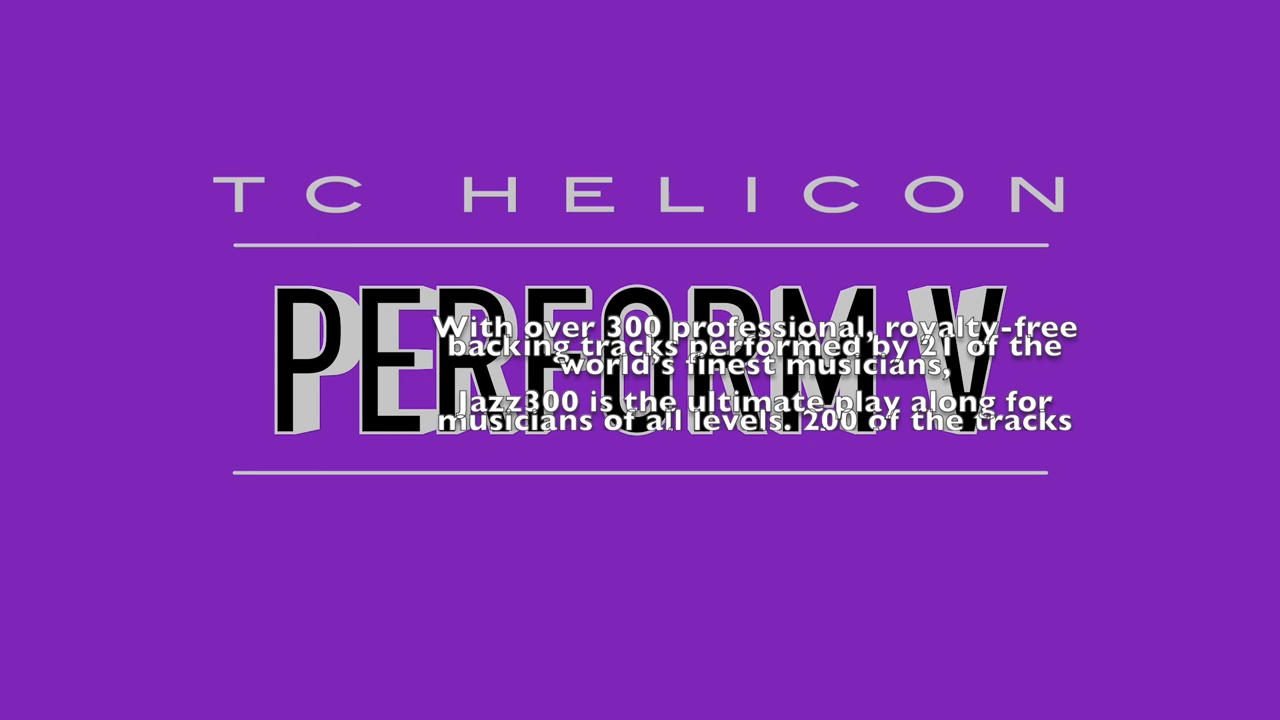 TC HELICON
PERFORM V
With over 300 professional, royalty-free
backing tracks performed by 21 of the
world's finest musicians,
Jazz300 is the ultimate play along for
musicians of all levels. 200 of the tracks